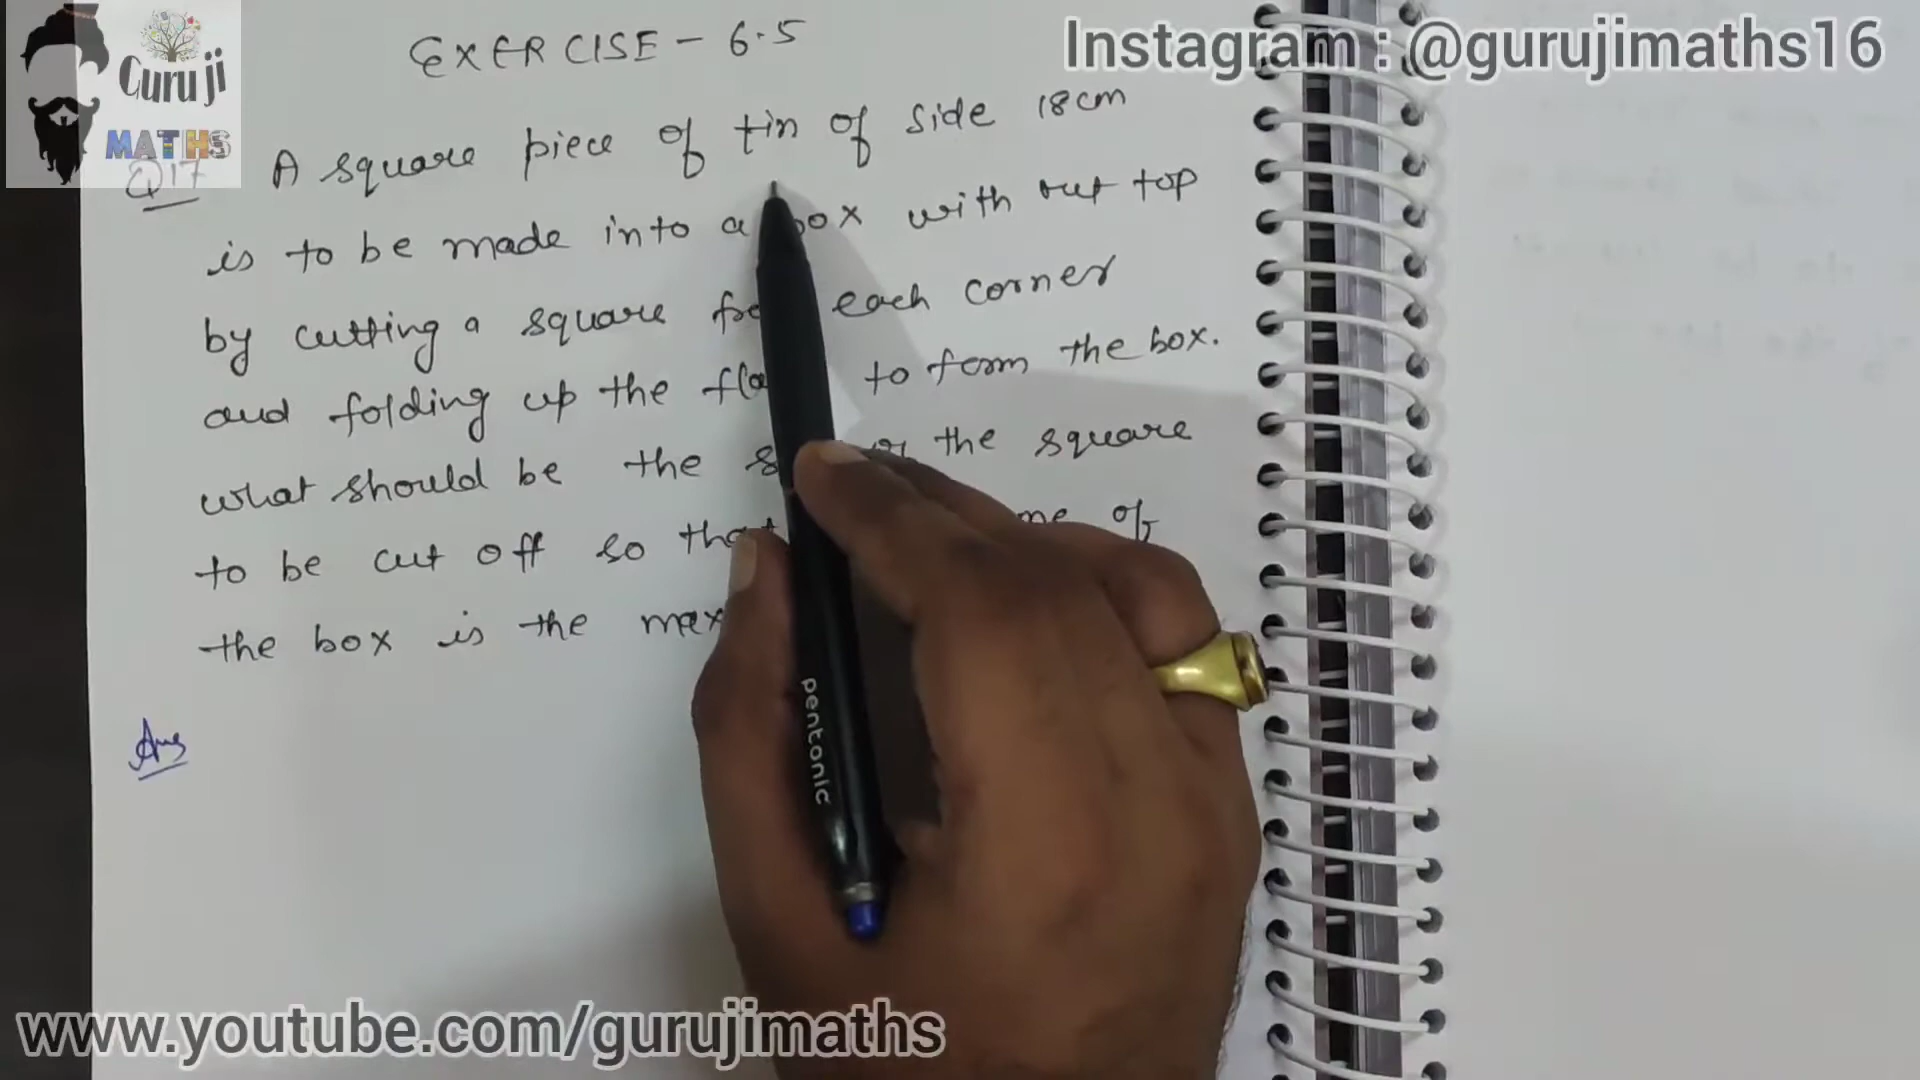 Guruji
MATHS
Instagram : @gurujimaths16
EXERCISE - 6.5
Q17 A square piece of tin of side 18cm
is to be made into a box with out top
by cutting a square each corner
and folding up the to form the box.
what should be the the square
to be cut off so that of
the box is the
Ans
pentonic
www.youtube.com/gurujimaths